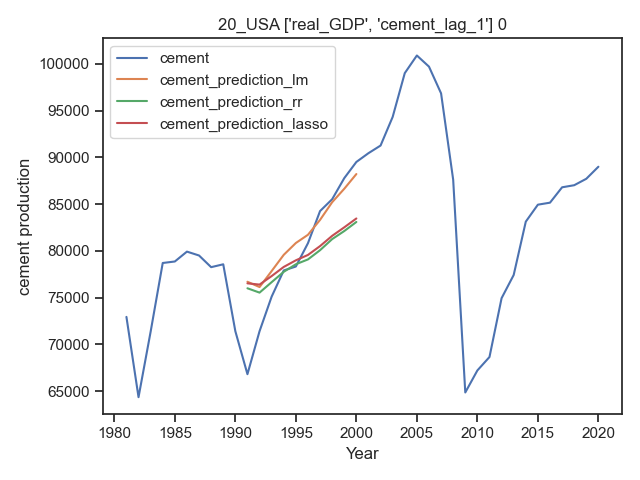 20_USA ['real_GDP', 'cement_lag_1'] 0
cement
cement_prediction_lm
cement_prediction_rr
cement_prediction_lasso
100000
95000
90000
85000
80000
75000
70000
65000
cement production
1980 1985 1990 1995 2000 2005 2010 2015 2020
Year